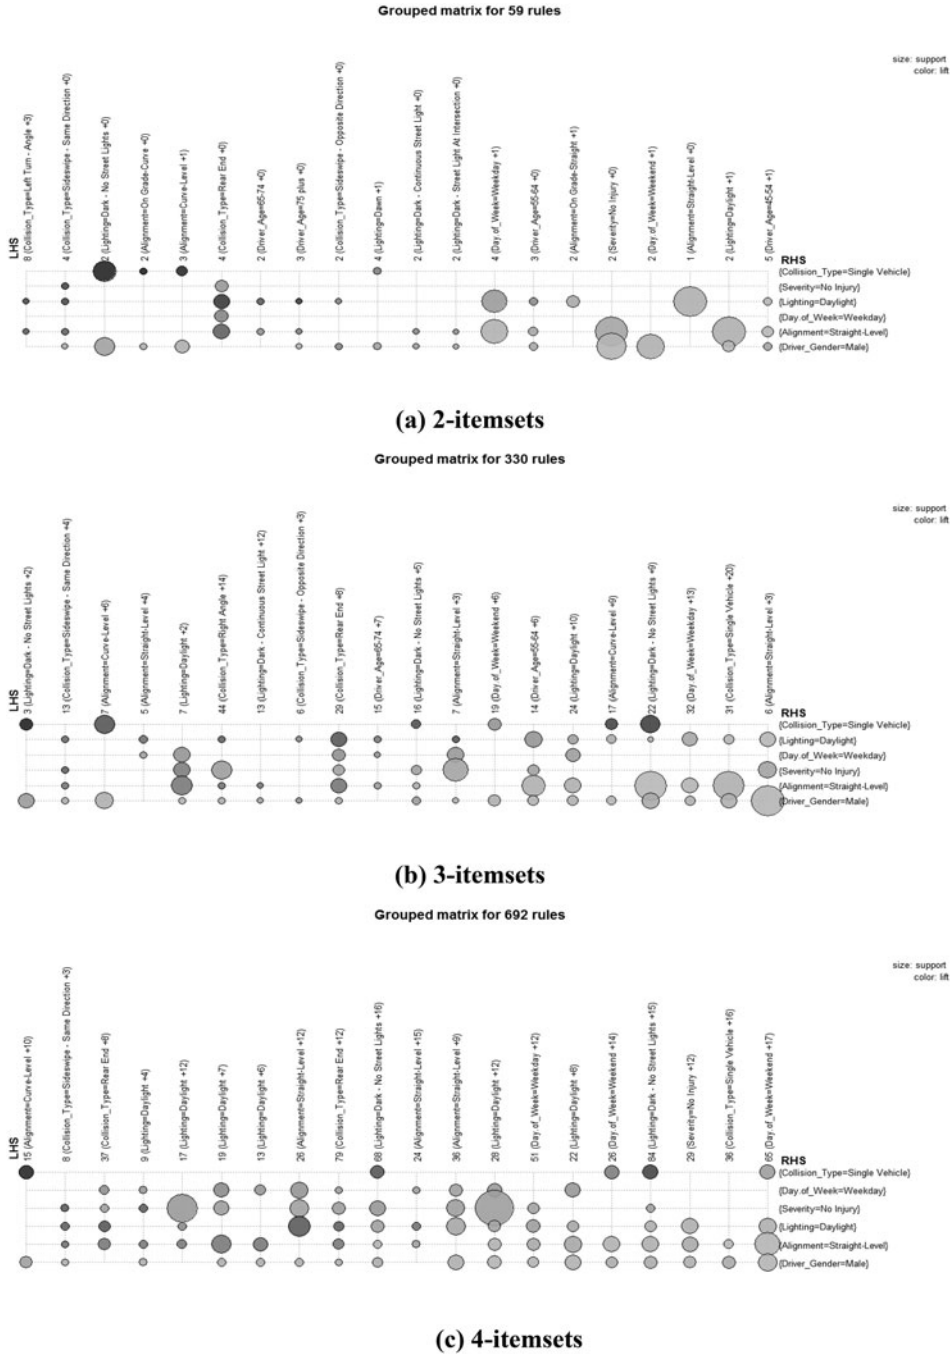 Grouped matrix for 59 rules
size: support
color: lift
LHS
8 (Collision_Type=Left Turn - Angle +3)
4 (Collision_Type=Sideswipe - Same Direction +0)
2 (Lighting=Dark - No Street Lights +0)
2 (Alignment=On Grade-Curve +0)
3 (Alignment=Curve-Level +1)
4 (Collision_Type=Rear End +0)
2 (Driver_Age=65-74 +0)
3 (Driver_Age=75 plus +0)
2 (Collision_Type=Sideswipe - Opposite Direction +0)
4 (Lighting=Dawn +1)
2 (Lighting=Dark - Continuous Street Light +0)
2 (Lighting=Dark - Street Light At Intersection +0)
4 (Day.of_Week=Weekday +1)
3 (Driver_Age=55-64 +0)
2 (Alignment=On Grade-Straight +1)
2 (Severity=No Injury +0)
2 (Day.of_Week=Weekend +1)
1 (Alignment=Straight-Level +0)
2 (Lighting=Daylight +1)
5 (Driver_Age=45-54 +1)
RHS
{Collision_Type=Single Vehicle}
{Severity=No Injury}
{Lighting=Daylight}
{Day.of_Week=Weekday}
{Alignment=Straight-Level}
{Driver_Gender=Male}
(a) 2-itemsets
Grouped matrix for 330 rules
size: support
color: lift
LHS
3 (Lighting=Dark - No Street Lights +2)
13 (Collision_Type=Sideswipe - Same Direction +4)
7 (Alignment=Curve-Level +6)
5 (Alignment=Straight-Level +4)
7 (Lighting=Daylight +2)
44 (Collision_Type=Right Angle +14)
13 (Lighting=Dark - Continuous Street Light +12)
6 (Collision_Type=Sideswipe - Opposite Direction +3)
29 (Collision_Type=Rear End +8)
15 (Driver_Age=65-74 +7)
16 (Lighting=Dark - No Street Lights +5)
7 (Alignment=Straight-Level +3)
19 (Day.of_Week=Weekend +6)
14 (Driver_Age=55-64 +6)
24 (Lighting=Daylight +10)
17 (Alignment=Curve-Level +9)
22 (Lighting=Dark - No Street Lights +9)
32 (Day.of_Week=Weekday +13)
31 (Collision_Type=Single Vehicle +20)
6 (Alignment=Straight-Level +3)
RHS
{Collision_Type=Single Vehicle}
{Lighting=Daylight}
{Day.of_Week=Weekday}
{Severity=No Injury}
{Alignment=Straight-Level}
{Driver_Gender=Male}
(b) 3-itemsets
Grouped matrix for 692 rules
size: support
color: lift
LHS
15 (Alignment=Curve-Level +10)
8 (Collision_Type=Sideswipe - Same Direction +3)
37 (Collision_Type=Rear End +8)
9 (Lighting=Daylight +4)
17 (Lighting=Daylight +12)
19 (Lighting=Daylight +7)
13 (Lighting=Daylight +6)
26 (Alignment=Straight-Level +12)
79 (Collision_Type=Rear End +12)
68 (Lighting=Dark - No Street Lights +16)
24 (Alignment=Straight-Level +15)
36 (Alignment=Straight-Level +9)
28 (Lighting=Daylight +12)
51 (Day.of_Week=Weekday +12)
22 (Lighting=Daylight +6)
26 (Day.of_Week=Weekend +14)
84 (Lighting=Dark - No Street Lights +15)
29 (Severity=No Injury +12)
36 (Collision_Type=Single Vehicle +16)
65 (Day.of_Week=Weekend +17)
RHS
{Collision_Type=Single Vehicle}
{Day.of_Week=Weekday}
{Severity=No Injury}
{Lighting=Daylight}
{Alignment=Straight-Level}
{Driver_Gender=Male}
(c) 4-itemsets